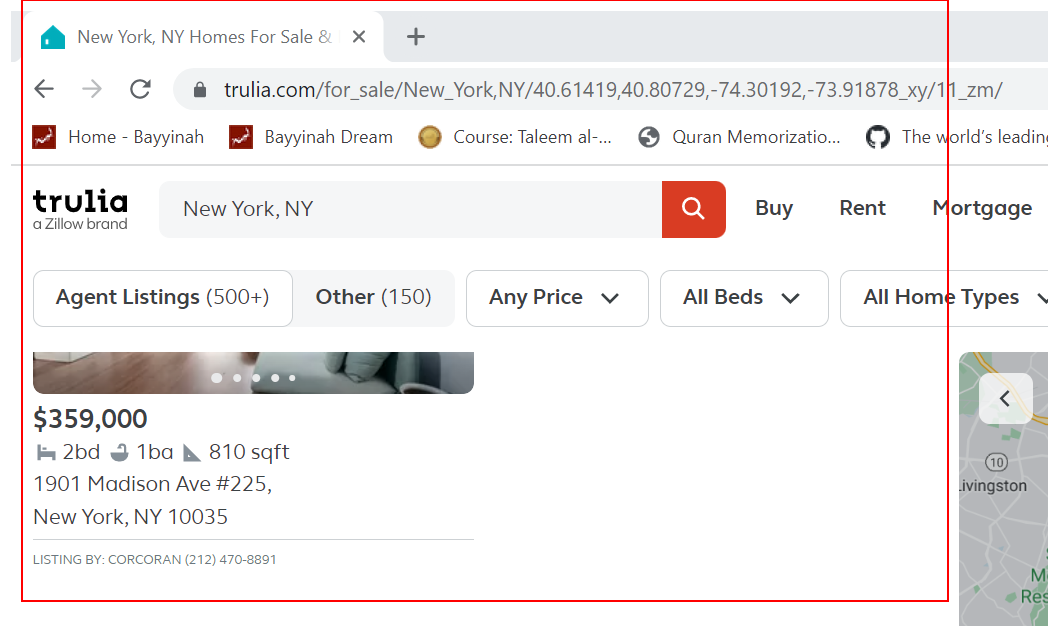 New York, NY Homes For Sale &
trulia.com/for_sale/New_York,NY/40.61419,40.80729,-74.30192,-73.91878_xy/11_zm/
Home - Bayyinah
Bayyinah Dream
Course: Taleem al-...
Quran Memorizatio...
The world's leading
trulia
a Zillow brand
New York, NY
Buy
Rent
Mortgage
Agent Listings (500+)
Other (150)
Any Price
All Beds
All Home Types
$359,000
2bd 1ba 810 sqft
1901 Madison Ave #225,
New York, NY 10035
LISTING BY: CORCORAN (212) 470-8891
10
Livingston